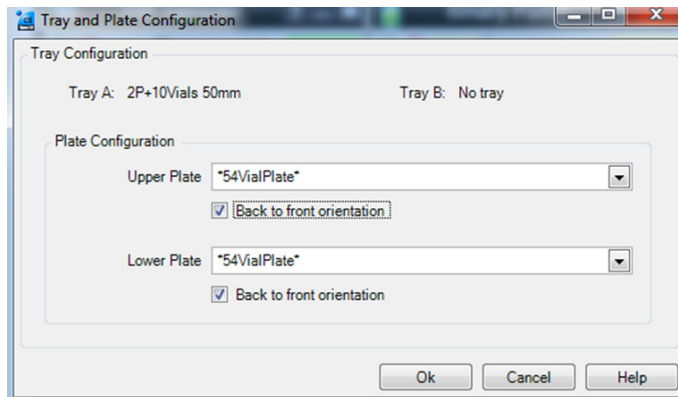 Tray and Plate Configuration
Tray Configuration
Tray A: 2P+10Vials 50mm Tray B: No tray
Plate Configuration
Upper Plate *54VialPlate*
Back to front orientation
Lower Plate *54VialPlate*
Back to front orientation
Ok Cancel Help